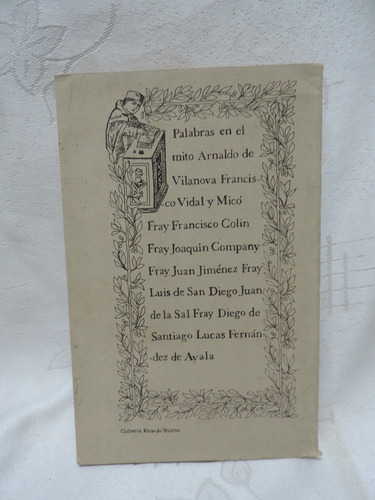 Palabras en el
mito Arnaldo de
Vilanova Francis
-co Vidal y Micó
Fray Francisco Colin
Fray Joaquin Company
Fray Juan Jiménez Fray
Luis de San Diego Juan
de la Sal Fray Diego de
Santiago Lucas Fernán-
-dez de Ayala
Cubierta Ricardo